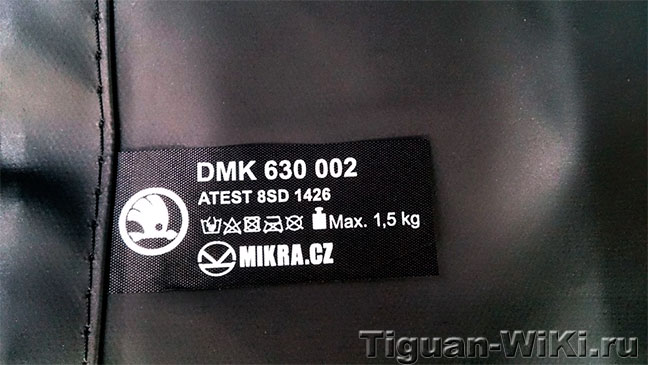 DMK 630 002
ATEST 8SD 1426
Max. 1,5 kg
MIKRA.CZ
Tiguan-WiKi.ru